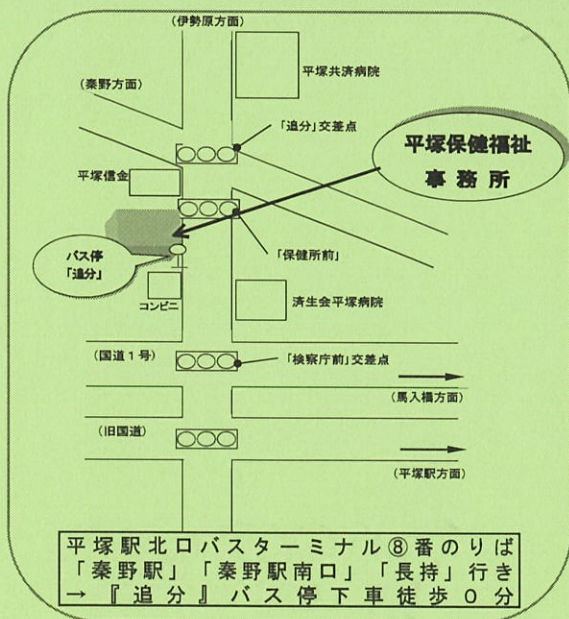 (伊勢原方面)
平塚共済病院
(秦野方面)
「追分」交差点
平塚保健福祉
事務所
平塚信金
バス停
「追分」
「保健所前」
コンビニ
済生会平塚病院
(国道1号)
「検察庁前」交差点
(馬入橋方面)
(旧国道)
(平塚駅方面)
平塚駅北口バスターミナル⑧番のりば
「秦野駅」「秦野駅南口」「長持」行き
→『追分』バス停下車徒歩0分